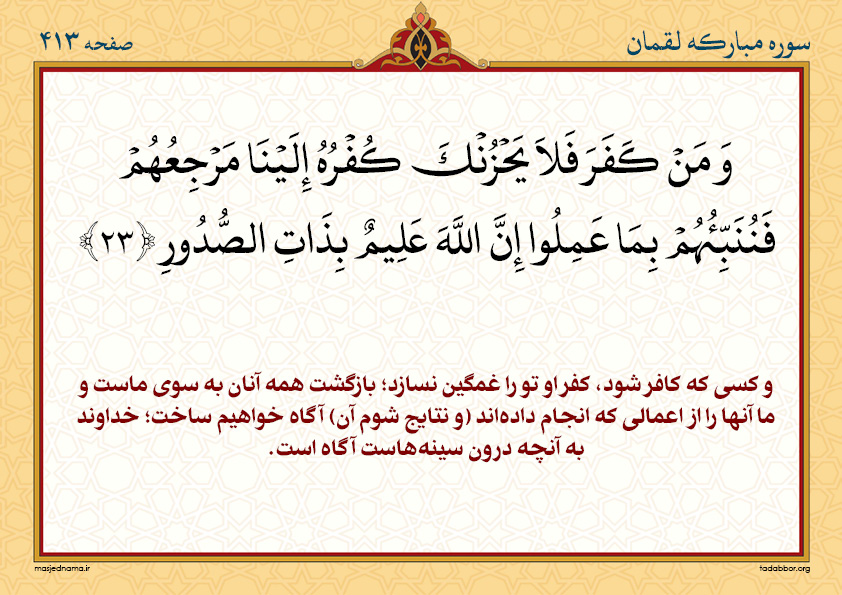 سوره مبارکه لقمان
صفحه ۴۱۳
وَ مَنْ كَفَرَ فَلاَ يَحْزُنْكَ كُفْرُهُ إِلَيْنَا مَرْجِعُهُمْ
فَنُنَبِّئُهُمْ بِمَا عَمِلُوا إِنَّ اللَّهَ عَلِيمٌ بِذَاتِ الصُّدُورِ ﴿۲۳﴾
و کسی که کافر شود، کفر او تو را غمگین نسازد؛ بازگشت همه آنان به سوی ماست و
ما آنها را از اعمالی که انجام داده‌اند (و نتایج شوم آن) آگاه خواهیم ساخت؛ خداوند
به آنچه درون سینه‌هاست آگاه است.
masjednama.ir
tadabbor.org